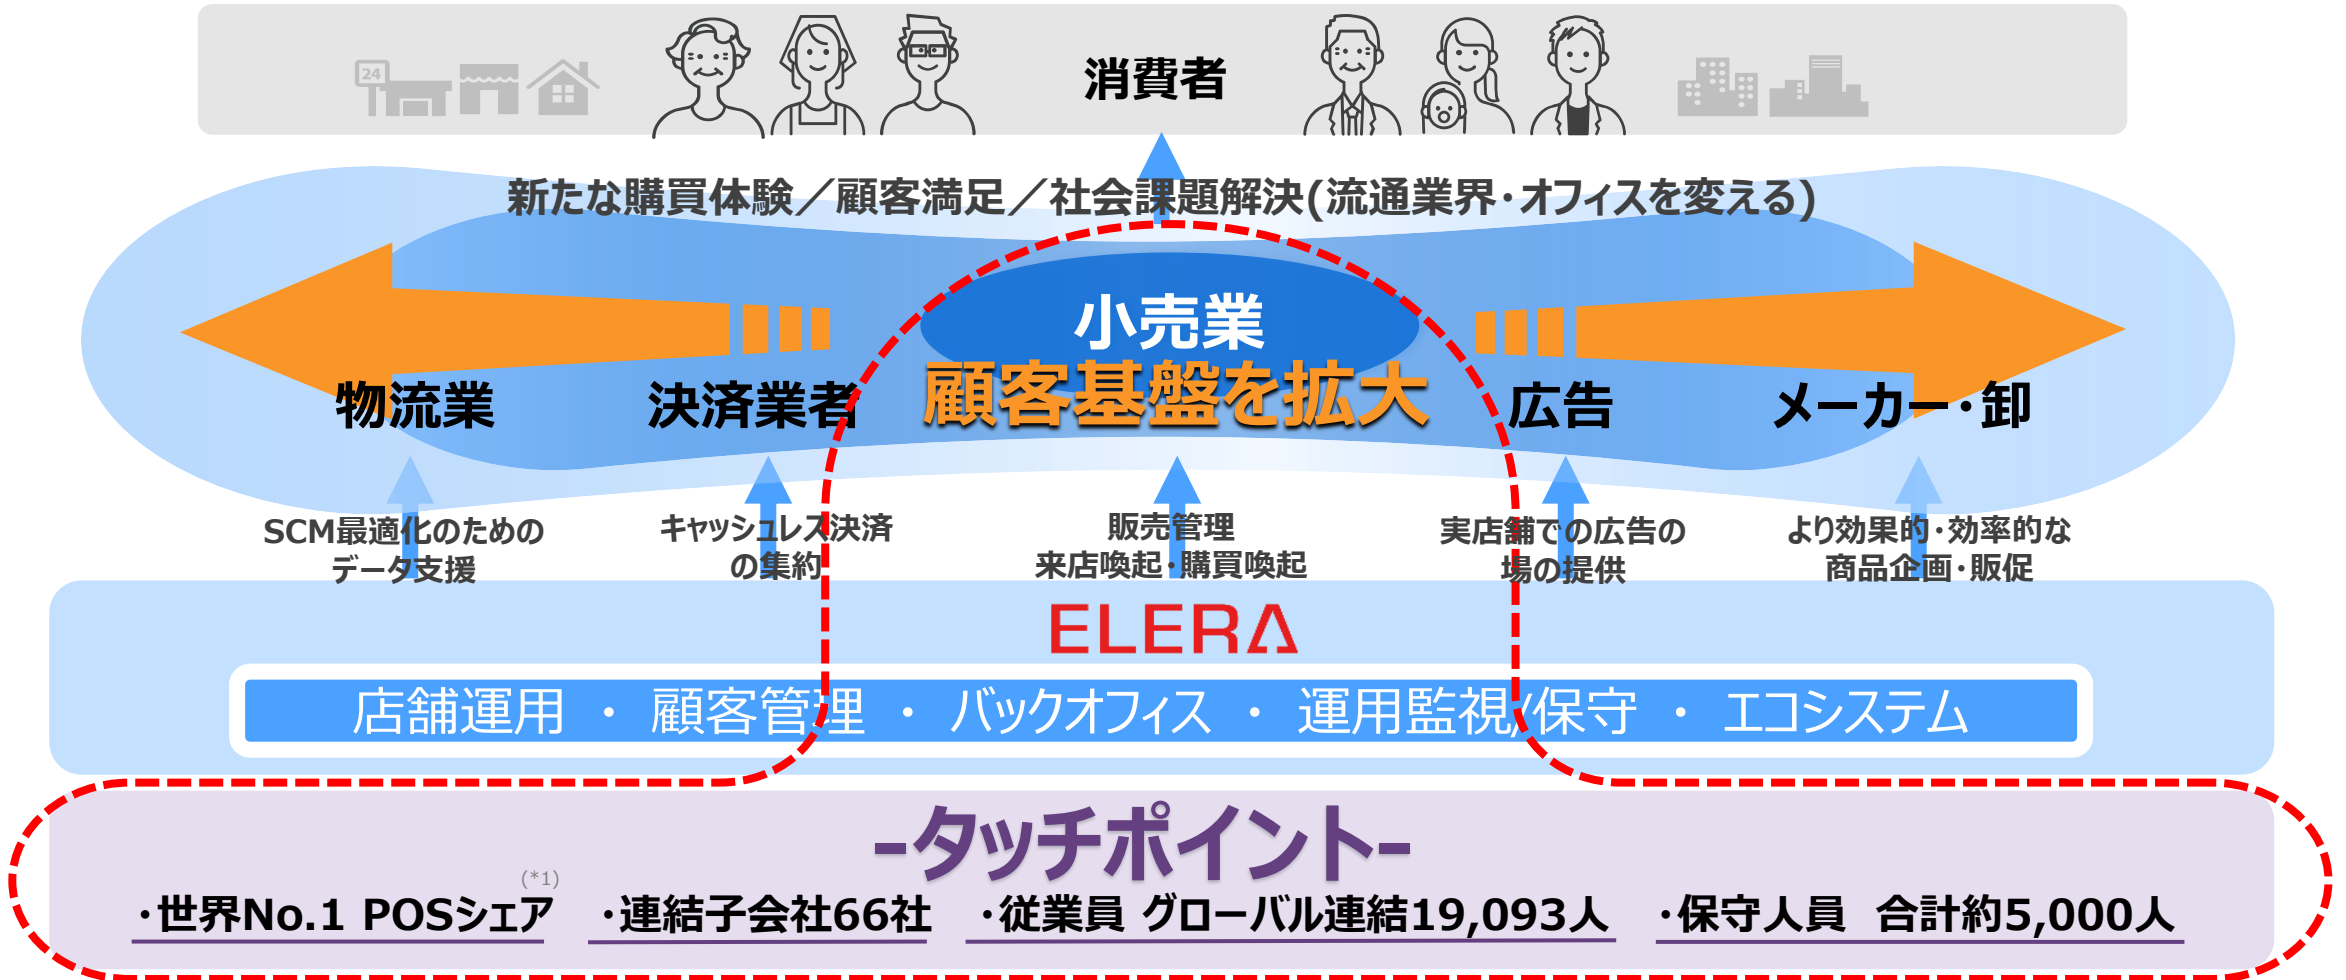 24
消費者
新たな購買体験／顧客満足／社会課題解決(流通業界・オフィスを変える)
小売業
顧客基盤を拡大
物流業
決済業者
広告
メーカー・卸
SCM最適化のための
データ支援
キャッシュレス決済
の集約
販売管理
来店喚起・購買喚起
実店舗での広告の
場の提供
より効果的・効率的な
商品企画・販促
ELERA
店舗運用 ・ 顧客管理 ・ バックオフィス ・ 運用監視/保守 ・ エコシステム
-タッチポイント-
・世界No.1 POSシェア(*1) ・連結子会社66社 ・従業員 グローバル連結19,093人 ・保守人員 合計約5,000人